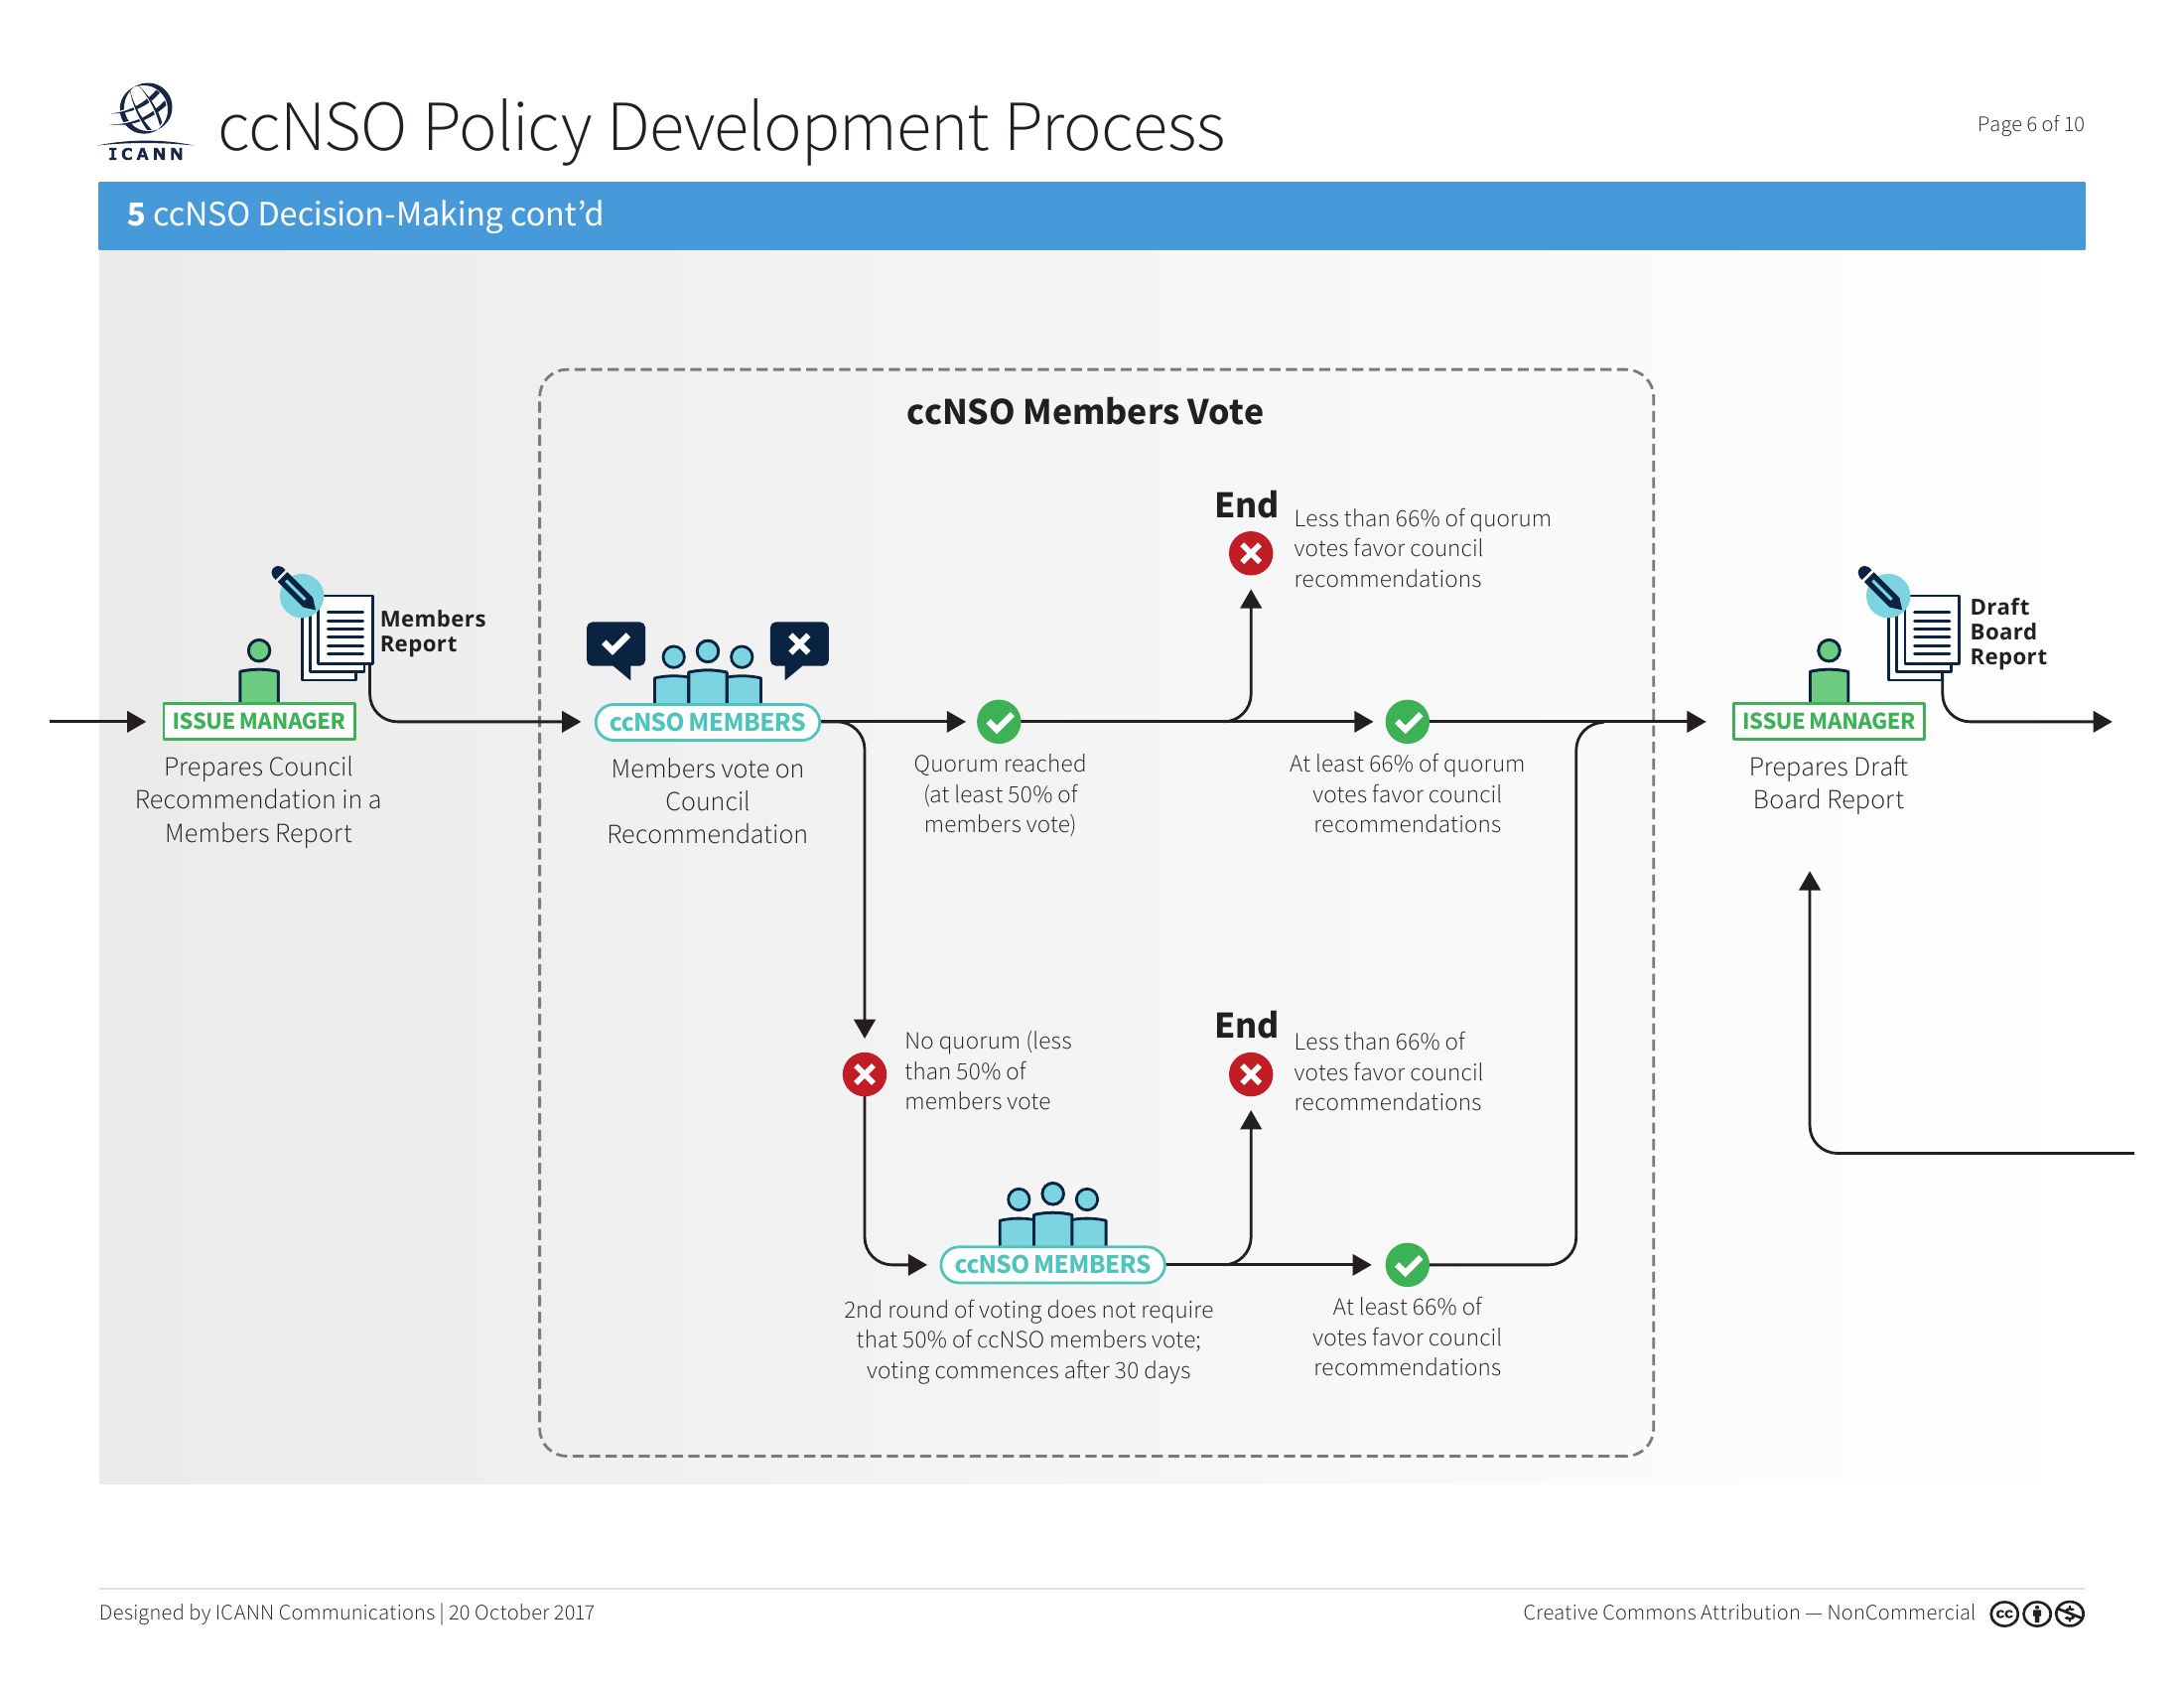 ICANN
ccNSO Policy Development Process
Page 6 of 10
5 ccNSO Decision-Making cont’d
ccNSO Members Vote
End
Less than 66% of quorum
votes favor council
recommendations
Members
Report
ISSUE MANAGER
Prepares Council
Recommendation in a
Members Report
ccNSO MEMBERS
Members vote on
Council
Recommendation
Quorum reached
(at least 50% of
members vote)
At least 66% of quorum
votes favor council
recommendations
Draft
Board
Report
ISSUE MANAGER
Prepares Draft
Board Report
No quorum (less
than 50% of
members vote
End
Less than 66% of
votes favor council
recommendations
ccNSO MEMBERS
2nd round of voting does not require
that 50% of ccNSO members vote;
voting commences after 30 days
At least 66% of
votes favor council
recommendations
Designed by ICANN Communications | 20 October 2017
Creative Commons Attribution — NonCommercial
cc